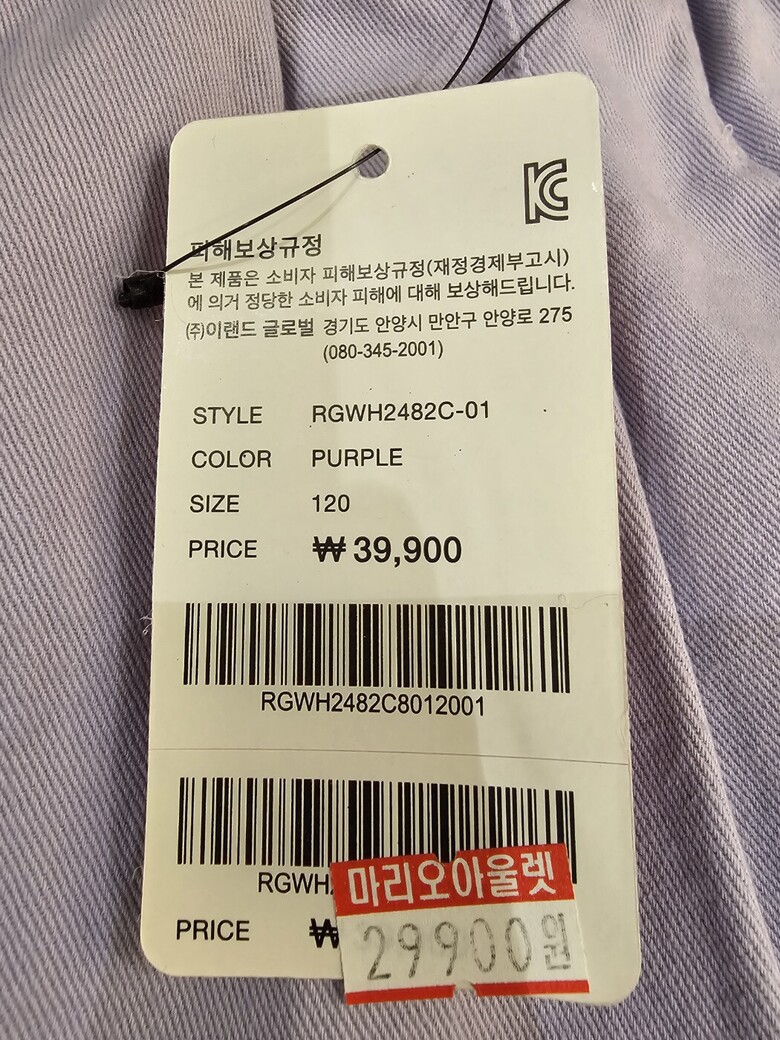 KC
피해보상규정
본 제품은 소비자 피해보상규정(재정경제부고시)
에 의거 정당한 소비자 피해에 대해 보상해드립니다.
(주)이랜드 글로벌 경기도 안양시 만안구 안양로 275
(080-345-2001)
STYLE RGWH2482C-01
COLOR PURPLE
SIZE 120
PRICE ₩ 39,900
RGWH2482C8012001
RGWH
마리오아울렛
PRICE ₩
29900원